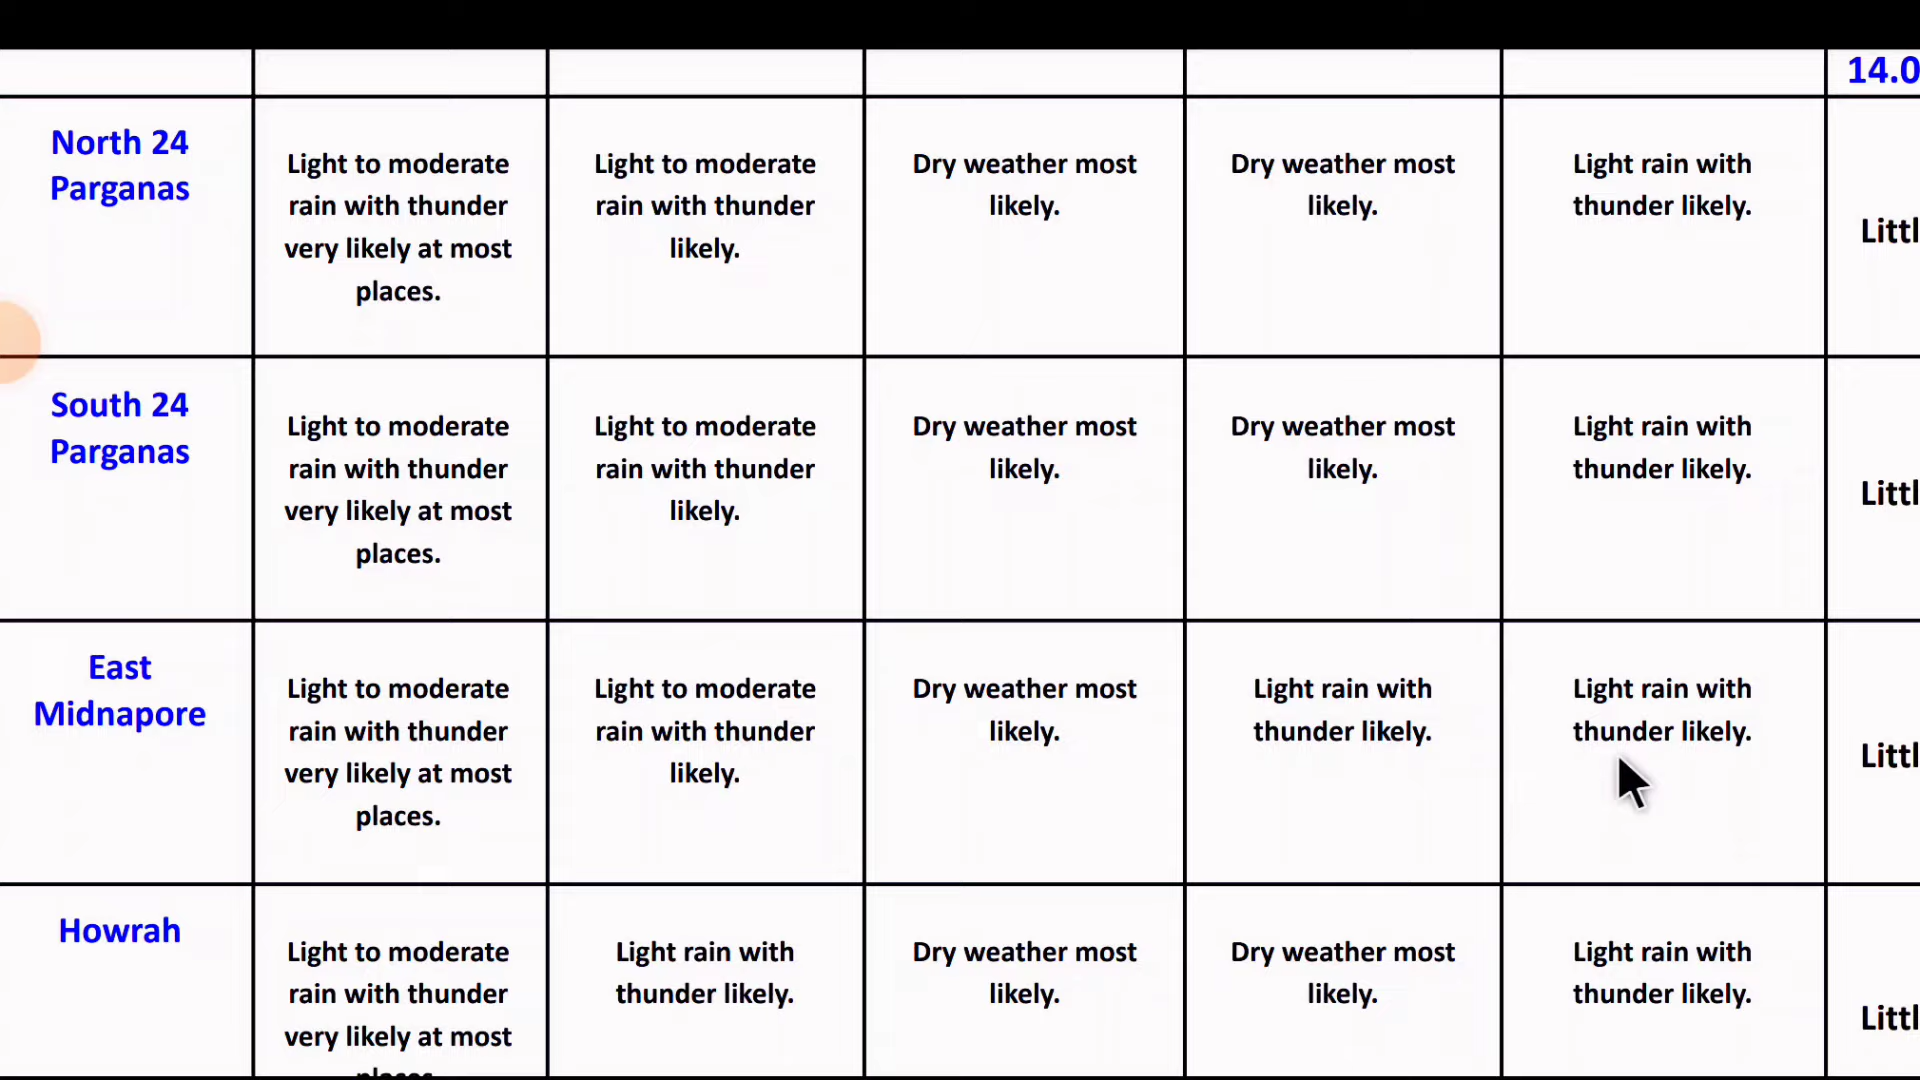 14.0
North 24
Parganas
Light to moderate
rain with thunder
very likely at most
places.
Light to moderate
rain with thunder
likely.
Dry weather most
likely.
Dry weather most
likely.
Light rain with
thunder likely.
Littl
South 24
Parganas
Light to moderate
rain with thunder
very likely at most
places.
Light to moderate
rain with thunder
likely.
Dry weather most
likely.
Dry weather most
likely.
Light rain with
thunder likely.
Littl
East
Midnapore
Light to moderate
rain with thunder
very likely at most
places.
Light to moderate
rain with thunder
likely.
Dry weather most
likely.
Light rain with
thunder likely.
Light rain with
thunder likely.
Littl
Howrah
Light to moderate
rain with thunder
very likely at most
Light rain with
thunder likely.
Dry weather most
likely.
Dry weather most
likely.
Light rain with
thunder likely.
Littl